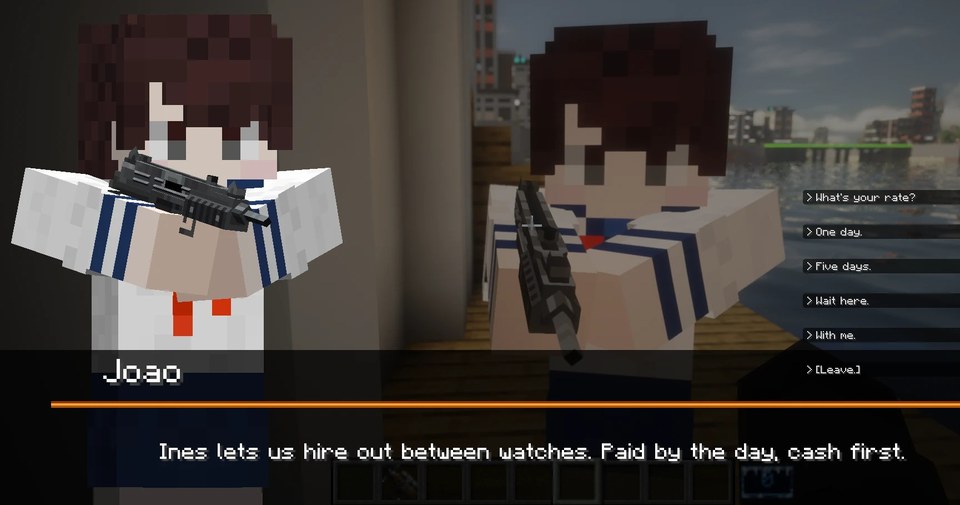 > What's your rate?
> One day.
> Five days.
> Wait here.
> With me.
> [Leave.]
Joao
Ines lets us hire out between watches. Paid by the day, cash first.